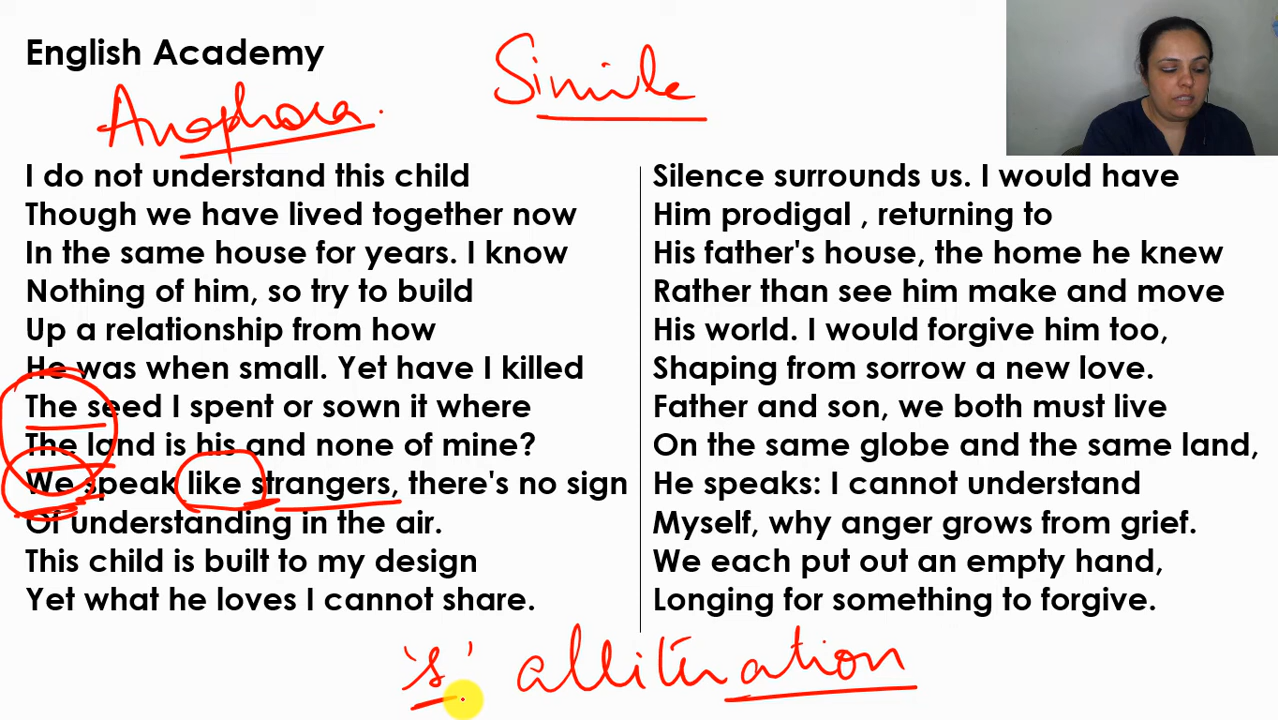 English Academy
Simile
Anaphora.
I do not understand this child
Though we have lived together now
In the same house for years. I know
Nothing of him, so try to build
Up a relationship from how
He was when small. Yet have I killed
The seed I spent or sown it where
The land is his and none of mine?
We speak like strangers, there's no sign
Of understanding in the air.
This child is built to my design
Yet what he loves I cannot share.
Silence surrounds us. I would have
Him prodigal , returning to
His father's house, the home he knew
Rather than see him make and move
His world. I would forgive him too,
Shaping from sorrow a new love.
Father and son, we both must live
On the same globe and the same land,
He speaks: I cannot understand
Myself, why anger grows from grief.
We each put out an empty hand,
Longing for something to forgive.
's' alliteration